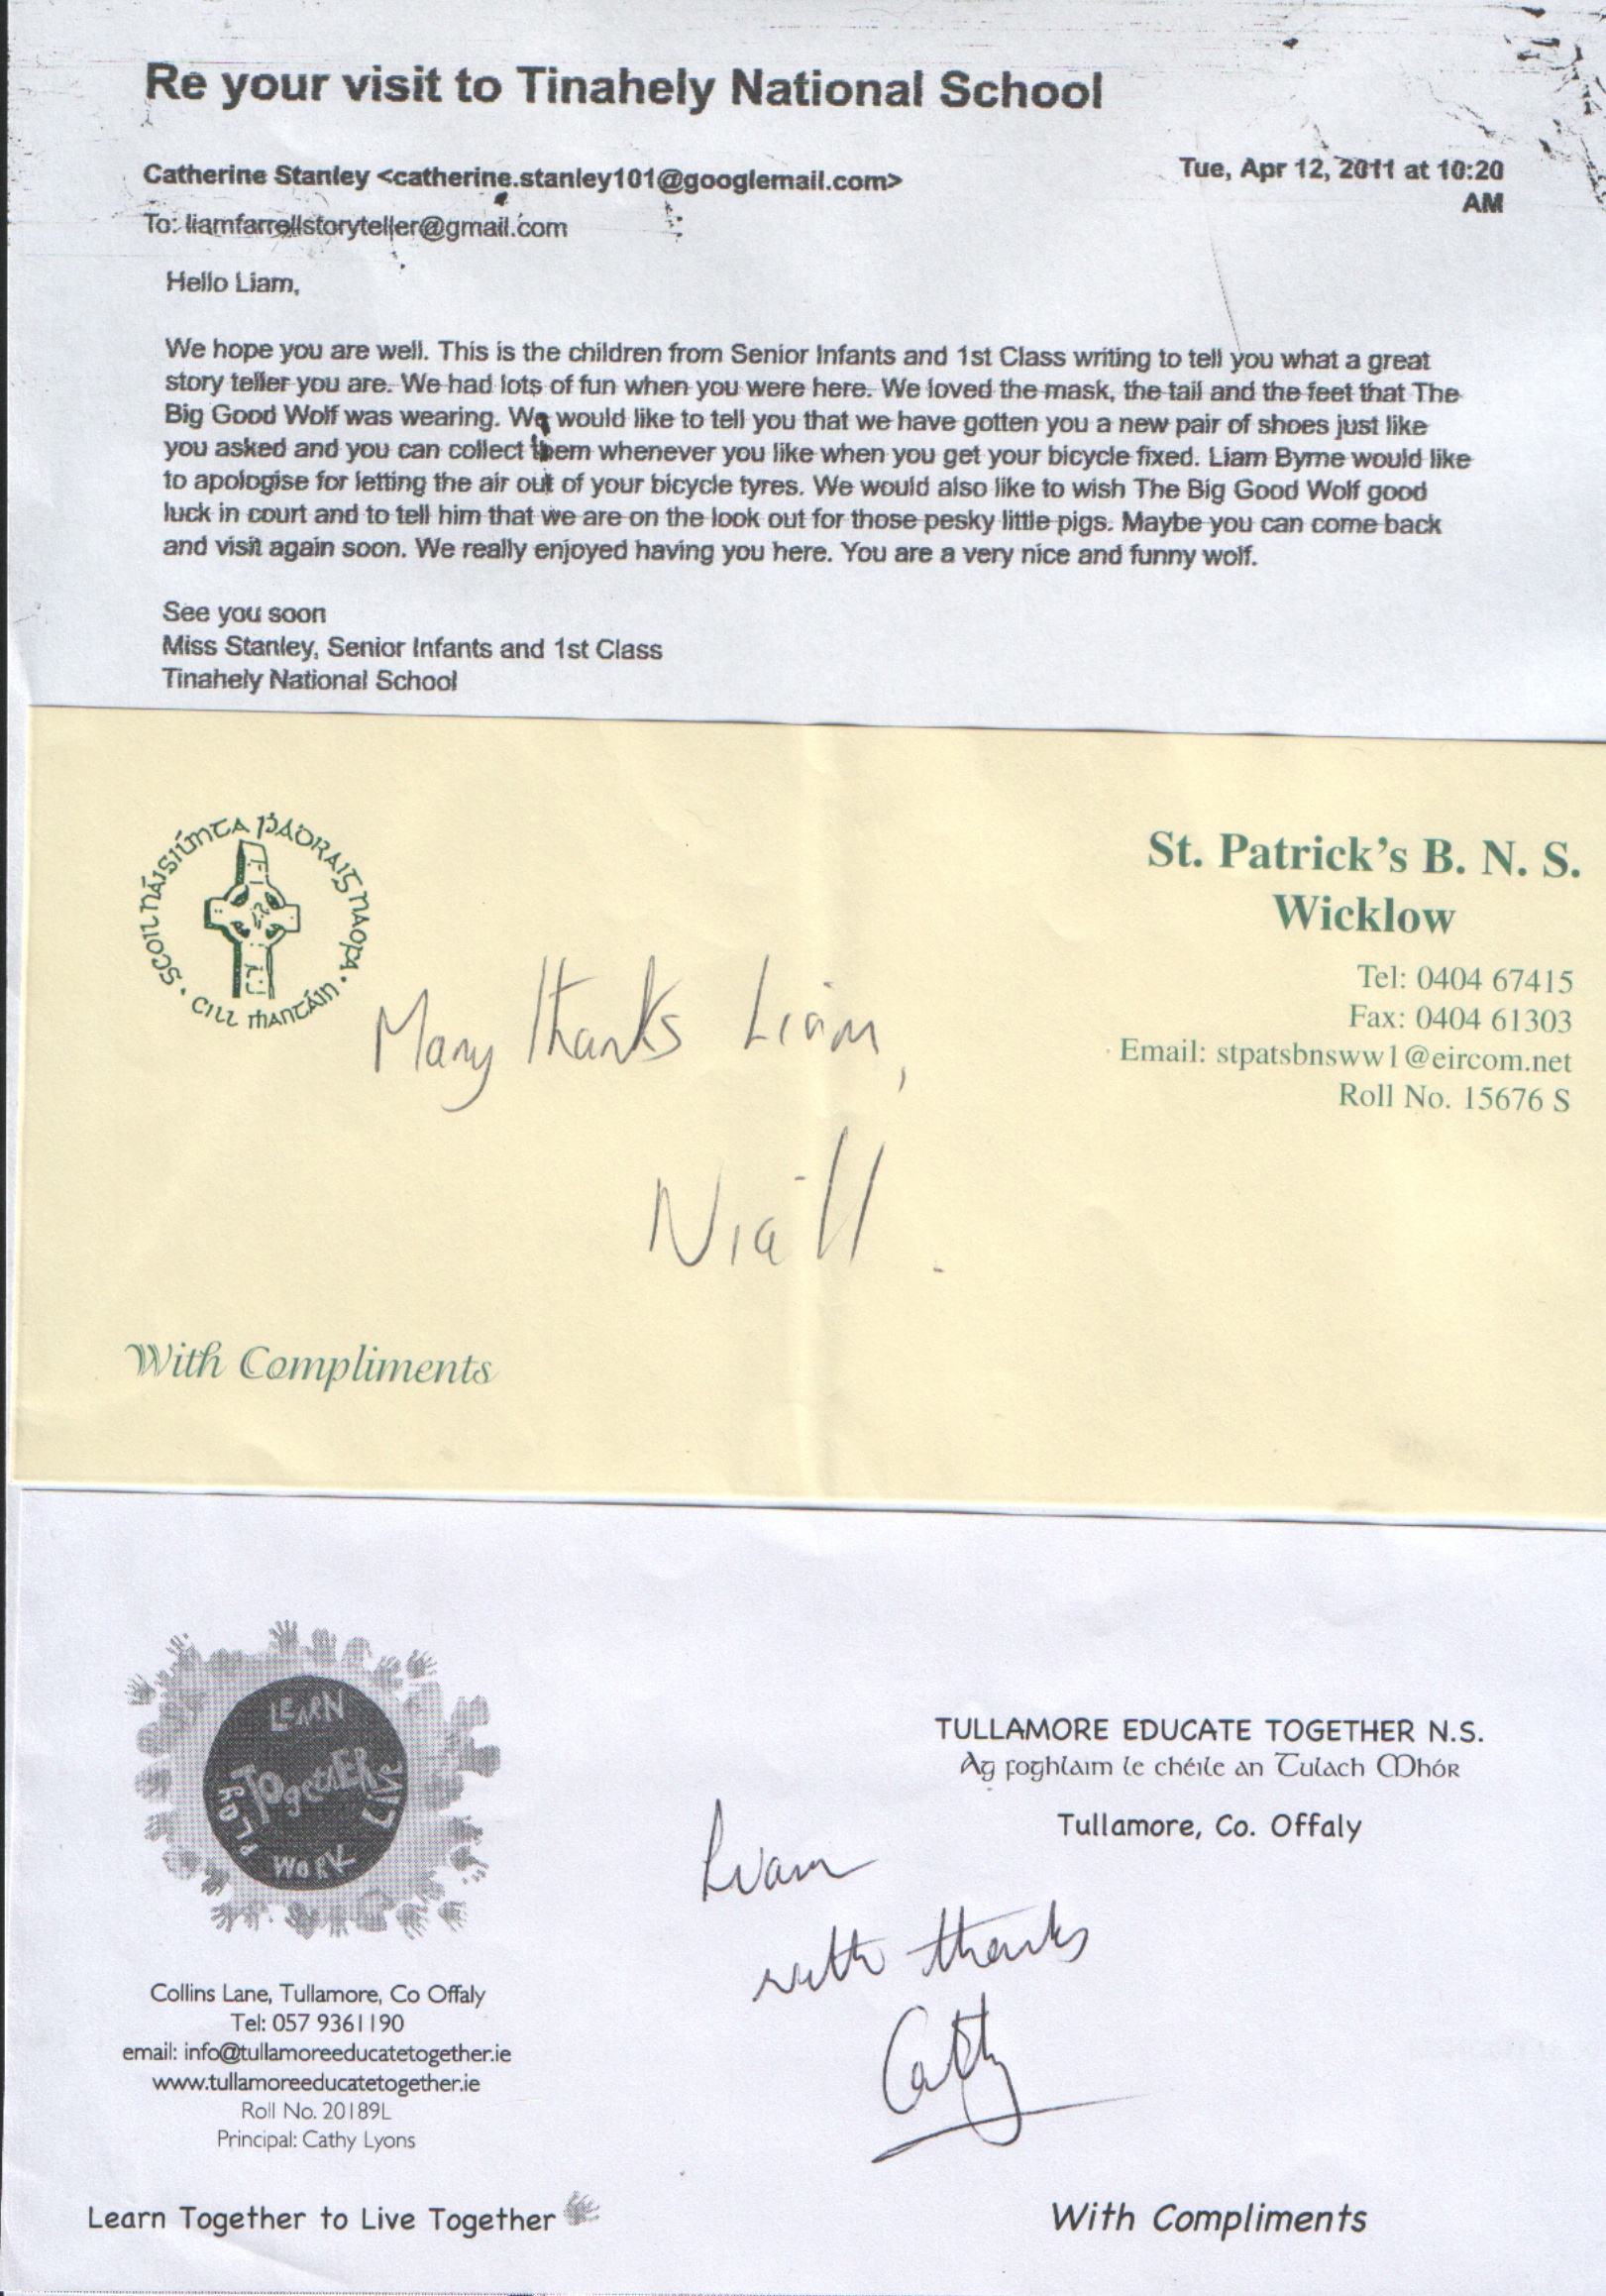 Re your visit to Tinahely National School
Catherine Stanley <catherine.stanley101@googlemail.com>
Tue, Apr 12, 2011 at 10:20
AM
To: liamfarrellstoryteller@gmail.com
Hello Liam,
We hope you are well. This is the children from Senior Infants and 1st Class writing to tell you what a great
story teller you are. We had lots of fun when you were here. We loved the mask, the tail and the feet that The
Big Good Wolf was wearing. We would like to tell you that we have gotten you a new pair of shoes just like
you asked and you can collect them whenever you like when you get your bicycle fixed. Liam Byrne would like
to apologise for letting the air out of your bicycle tyres. We would also like to wish The Big Good Wolf good
luck in court and to tell him that we are on the look out for those pesky little pigs. Maybe you can come back
and visit again soon. We really enjoyed having you here. You are a very nice and funny wolf.
See you soon
Miss Stanley, Senior Infants and 1st Class
Tinahely National School
SCOIL NÁISIÚNTA ṖÁDRAIG NAOFA
CILL ṀANTÁIN
St. Patrick's B. N. S.
Wicklow
Tel: 0404 67415
Fax: 0404 61303
Email: stpatsbnsww1@eircom.net
Roll No. 15676 S
Many thanks Liam,
Niall.
With Compliments
LEARN
TOgetHER
PLAY
LIVE
WORK
TULLAMORE EDUCATE TOGETHER N.S.
Ag foghlaim le chéile an Tulach Mhór
Tullamore, Co. Offaly
Liam
with thanks
Cathy
Collins Lane, Tullamore, Co Offaly
Tel: 057 9361190
email: info@tullamoreeducatetogether.ie
www.tullamoreeducatetogether.ie
Roll No. 20189L
Principal: Cathy Lyons
Learn Together to Live Together
With Compliments